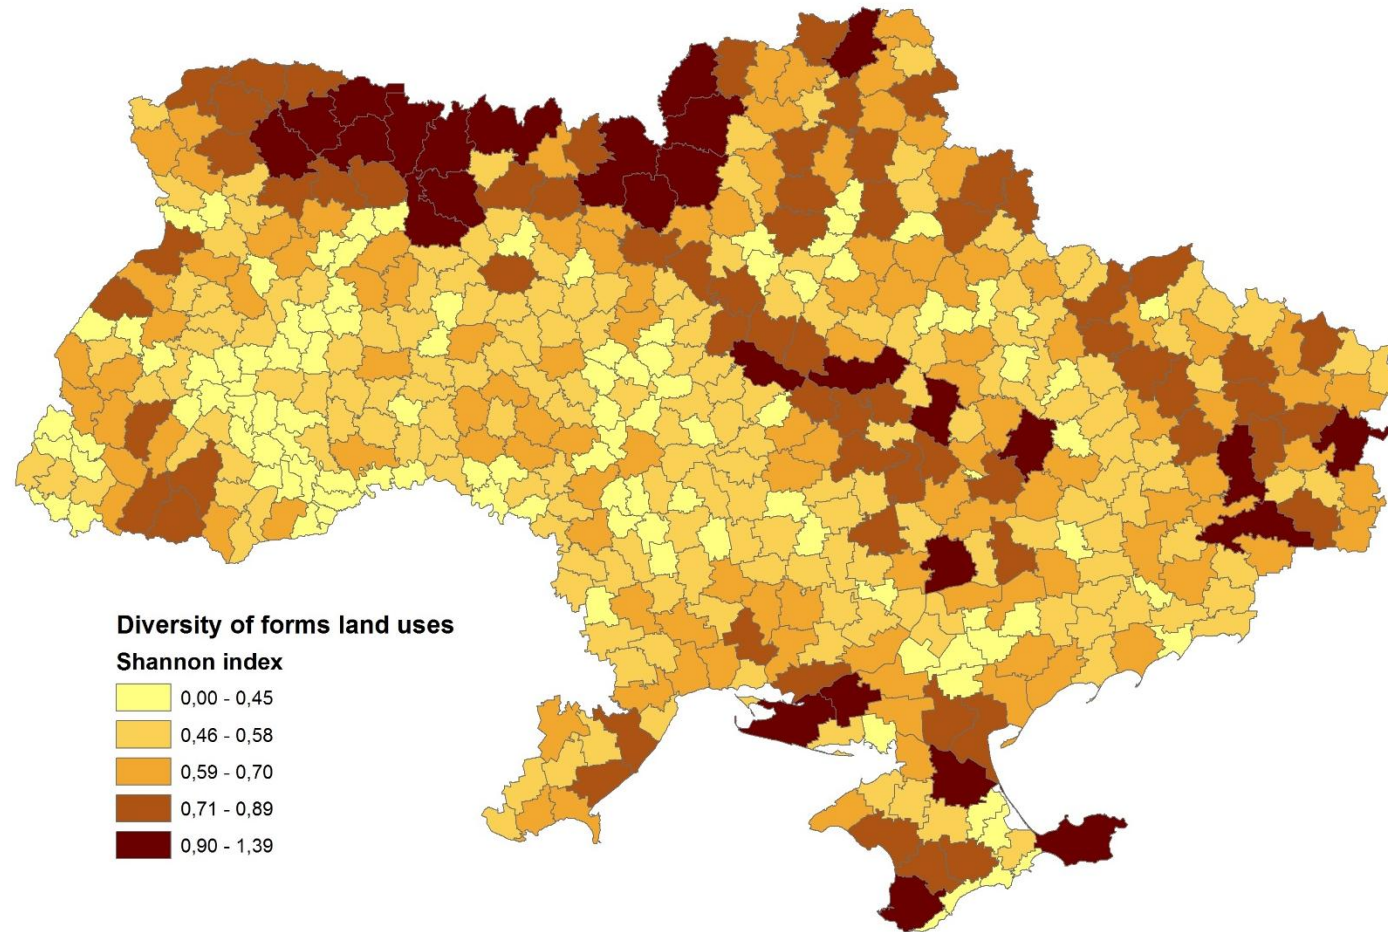 Diversity of forms land uses
Shannon index
0,00 - 0,45
0,46 - 0,58
0,59 - 0,70
0,71 - 0,89
0,90 - 1,39